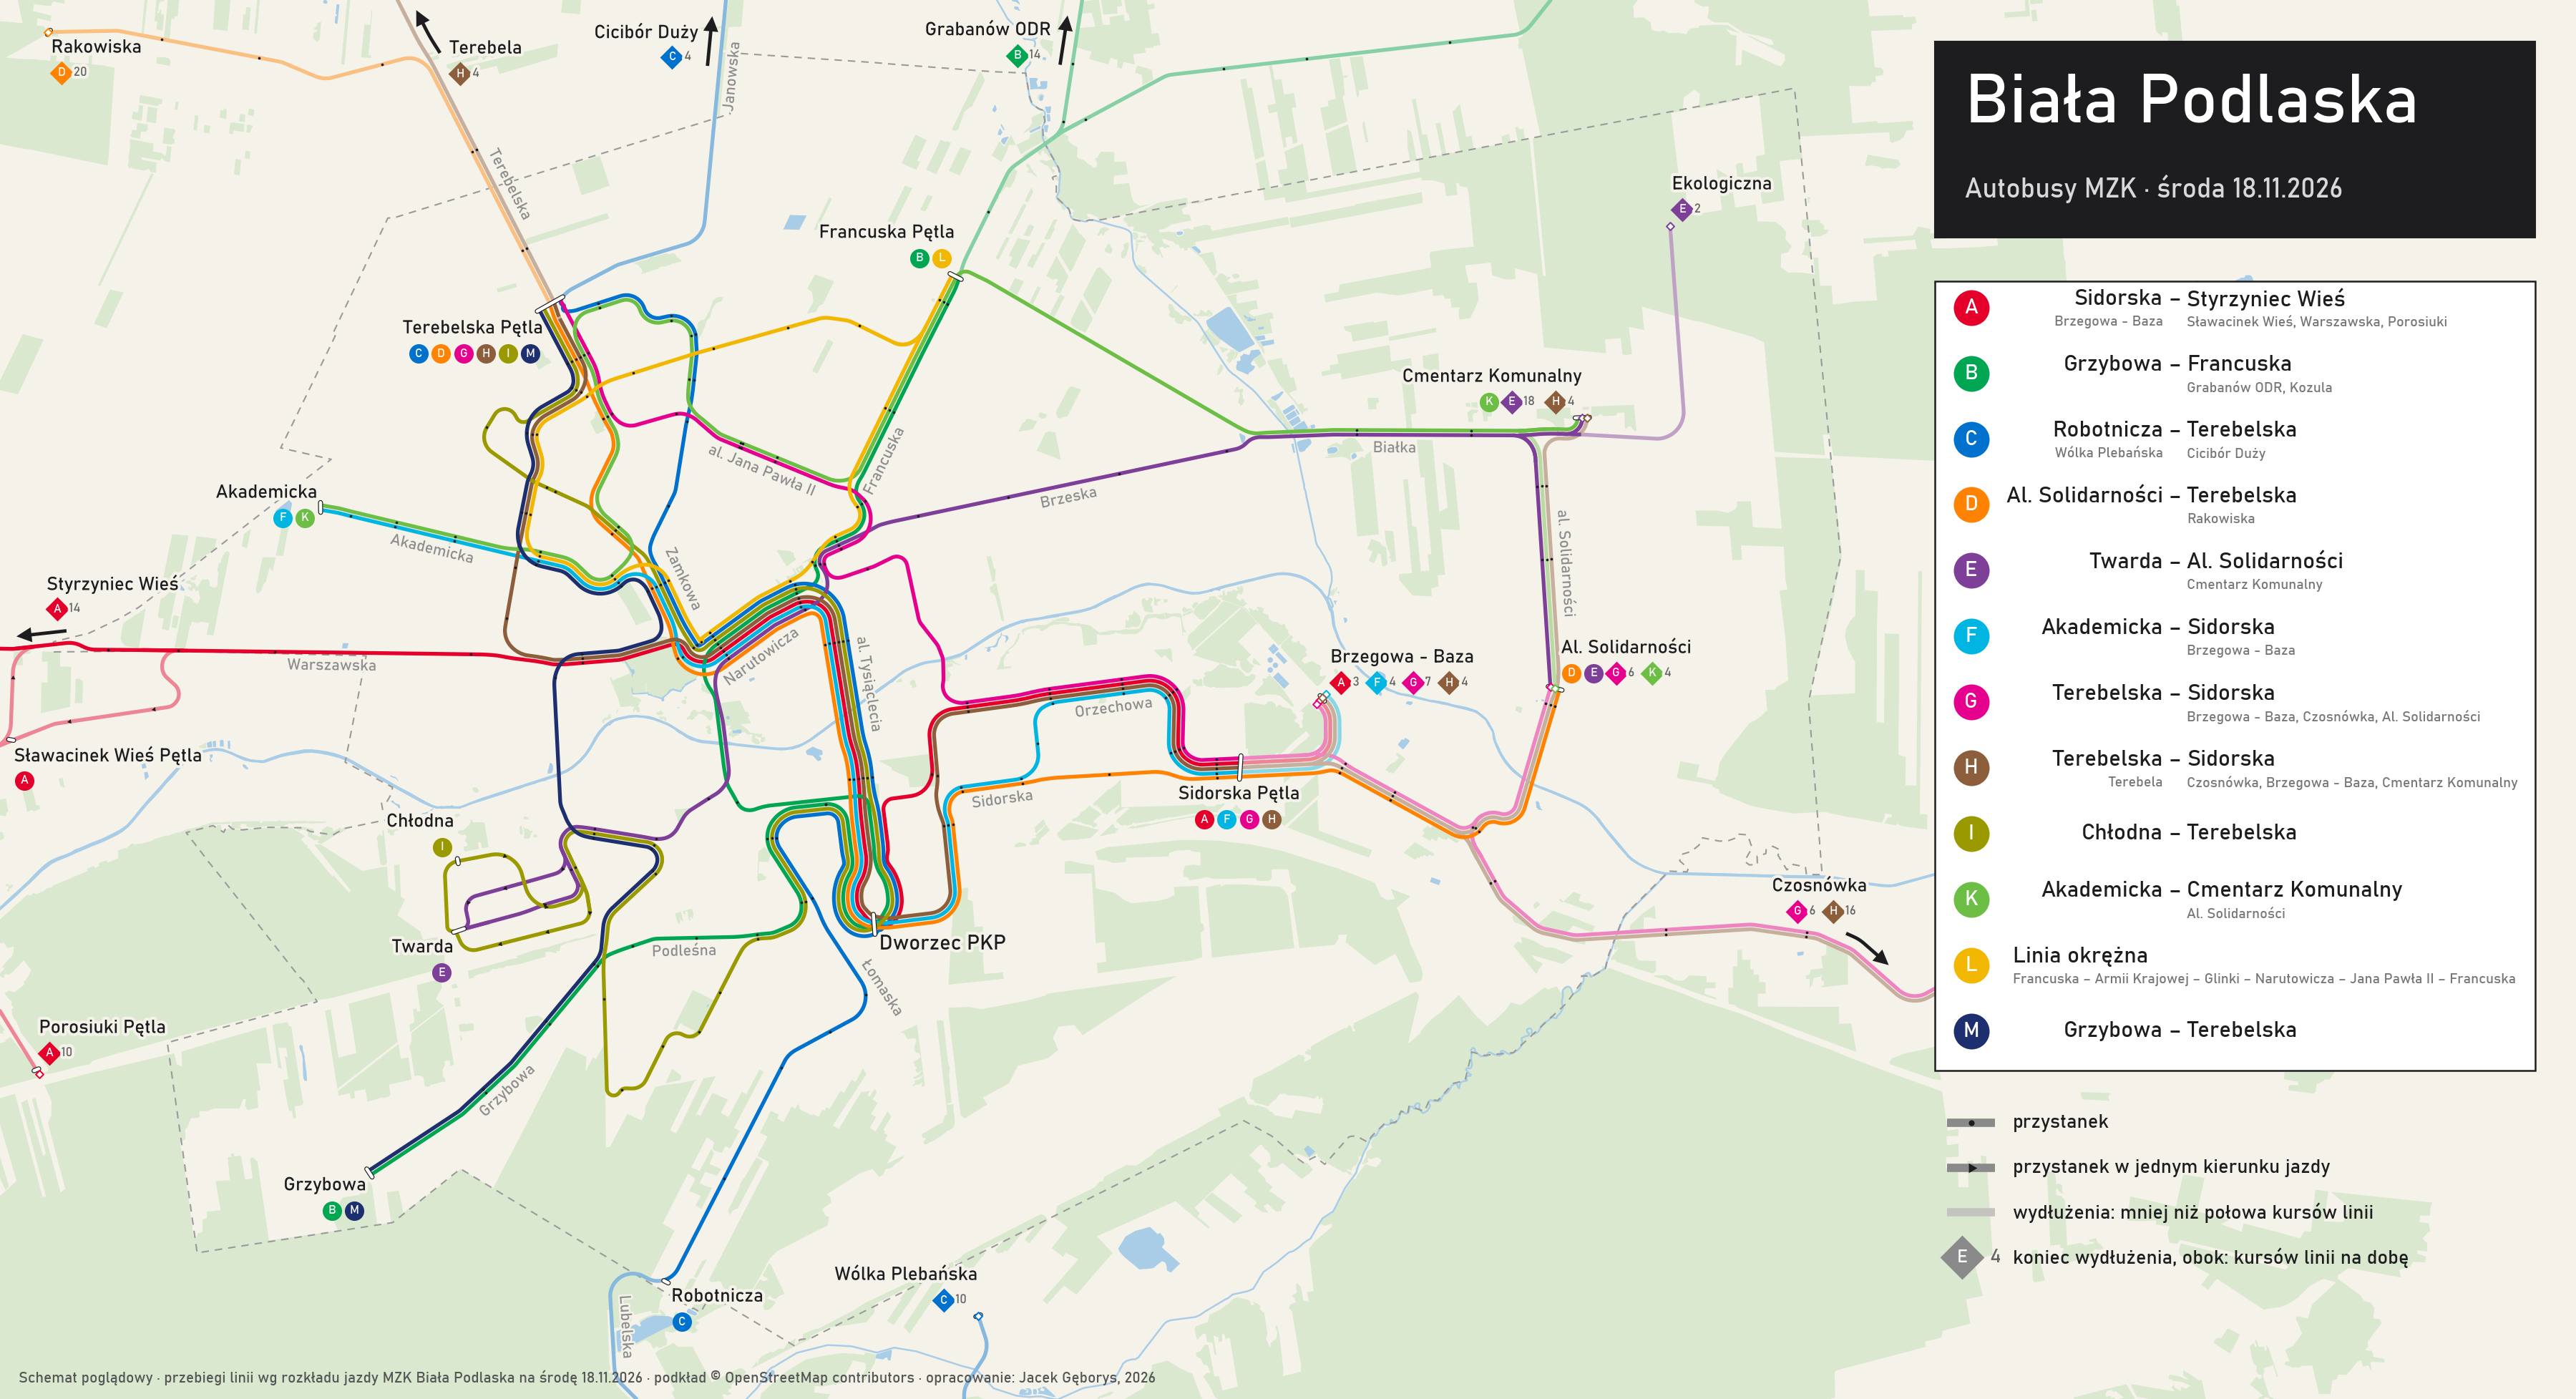 Biała Podlaska
Autobusy MZK · środa 18.11.2026
Rakowiska
D 20
Terebela
H 4
Cicibór Duży
C 4
Grabanów ODR
B 14
Janowska
Terebelska
Ekologiczna
E 2
Francuska Pętla
B L
Terebelska Pętla
C D G H I M
Cmentarz Komunalny
K E 18 H 4
Białka
Brzeska
al. Jana Pawła II
Francuska
Akademicka
F K
Akademicka
Zamkowa
al. Solidarności
Styrzyniec Wieś
A 14
Warszawska
Narutowicza
al. Tysiąclecia
Al. Solidarności
D E G 6 K 4
Brzegowa - Baza
A 3 F 4 G 7 H 4
Orzechowa
Sławacinek Wieś Pętla
A
Sidorska
Sidorska Pętla
A F G H
Chłodna
I
Czosnówka
G 6 H 16
Twarda
E
Podleśna
Dworzec PKP
Łomaska
Porosiuki Pętla
A 10
Grzybowa
Grzybowa
B M
Wólka Plebańska
C 10
Robotnicza
C
Lubelska
A Sidorska – Styrzyniec Wieś
Brzegowa - Baza Sławacinek Wieś, Warszawska, Porosiuki
B Grzybowa – Francuska
Grabanów ODR, Kozula
C Robotnicza – Terebelska
Wólka Plebańska Cicibór Duży
D Al. Solidarności – Terebelska
Rakowiska
E Twarda – Al. Solidarności
Cmentarz Komunalny
F Akademicka – Sidorska
Brzegowa - Baza
G Terebelska – Sidorska
Brzegowa - Baza, Czosnówka, Al. Solidarności
H Terebelska – Sidorska
Terebela Czosnówka, Brzegowa - Baza, Cmentarz Komunalny
I Chłodna – Terebelska
K Akademicka – Cmentarz Komunalny
Al. Solidarności
L Linia okrężna
Francuska – Armii Krajowej – Glinki – Narutowicza – Jana Pawła II – Francuska
M Grzybowa – Terebelska
przystanek
przystanek w jednym kierunku jazdy
wydłużenia: mniej niż połowa kursów linii
E 4 koniec wydłużenia, obok: kursów linii na dobę
Schemat poglądowy · przebiegi linii wg rozkładu jazdy MZK Biała Podlaska na środę 18.11.2026 · podkład © OpenStreetMap contributors · opracowanie: Jacek Gęborys, 2026